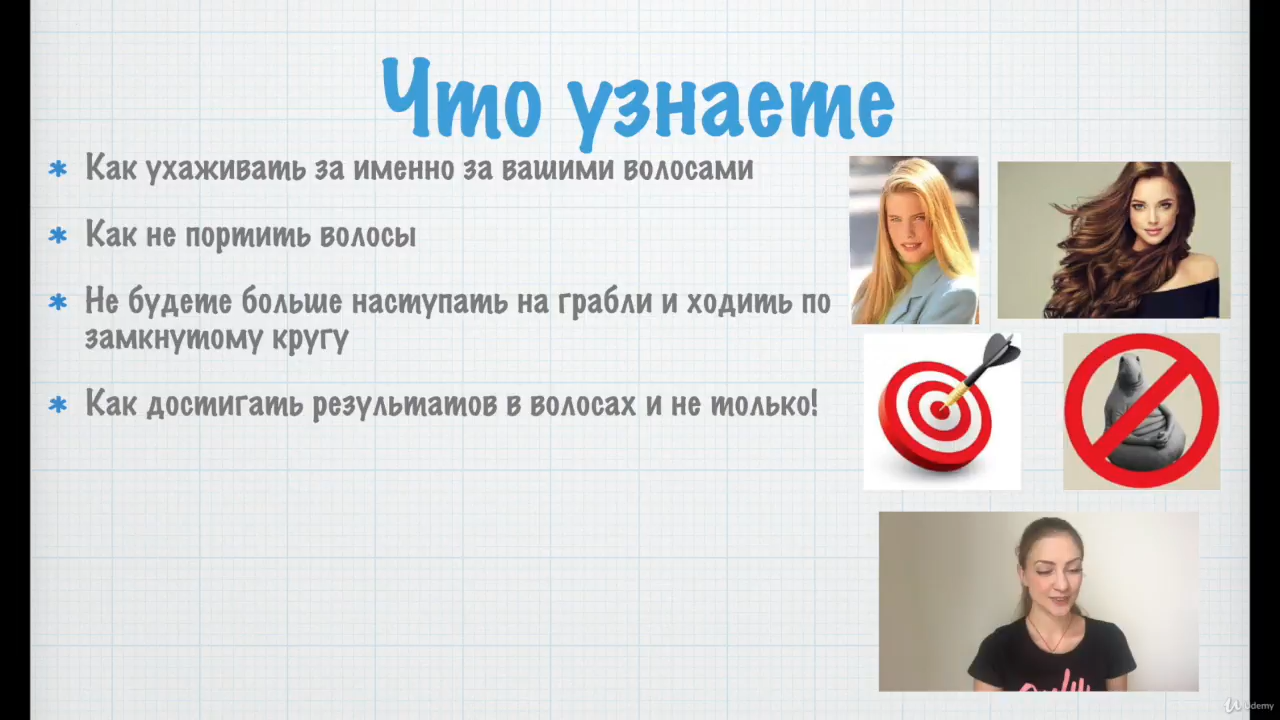 Что узнаете
* Как ухаживать за именно за вашими волосами
* Как не портить волосы
* Не будете больше наступать на грабли и ходить по
замкнутому кругу
* Как достигать результатов в волосах и не только!
Udemy